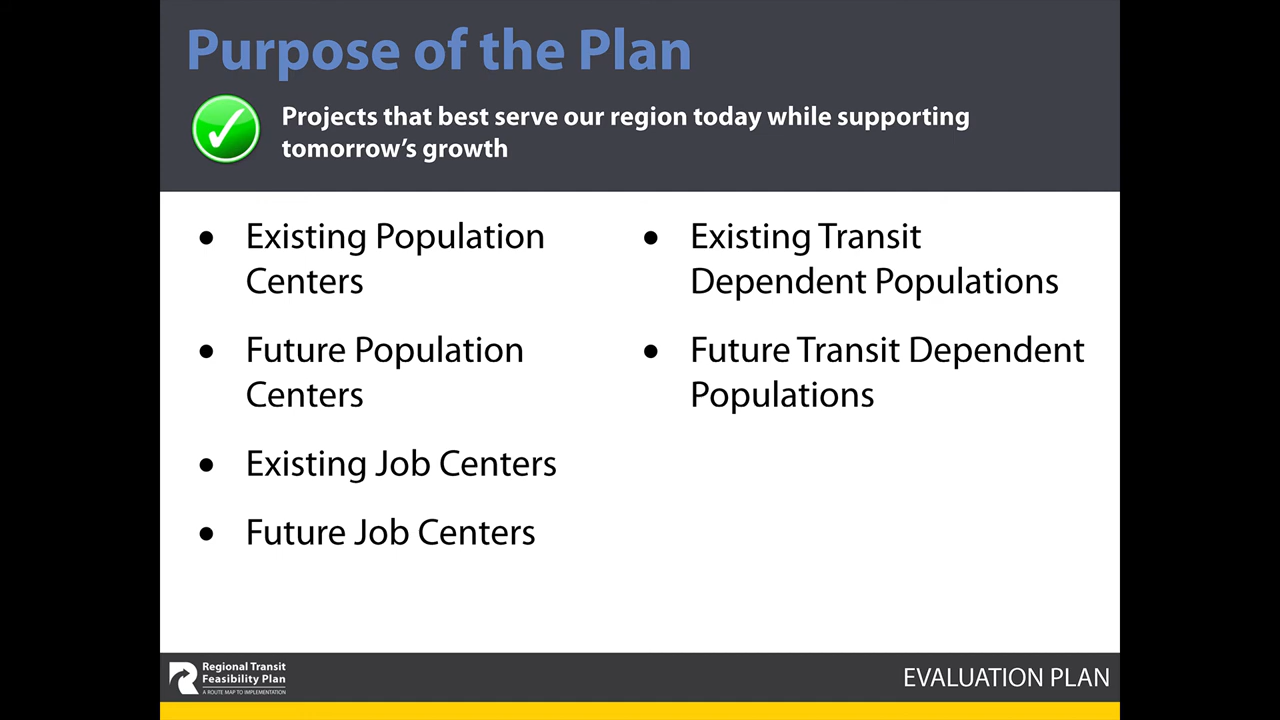 Purpose of the Plan
Projects that best serve our region today while supporting
tomorrow’s growth
• Existing Population
Centers
• Future Population
Centers
• Existing Job Centers
• Future Job Centers
• Existing Transit
Dependent Populations
• Future Transit Dependent
Populations
Regional Transit
Feasibility Plan
A ROUTE MAP TO IMPLEMENTATION
EVALUATION PLAN